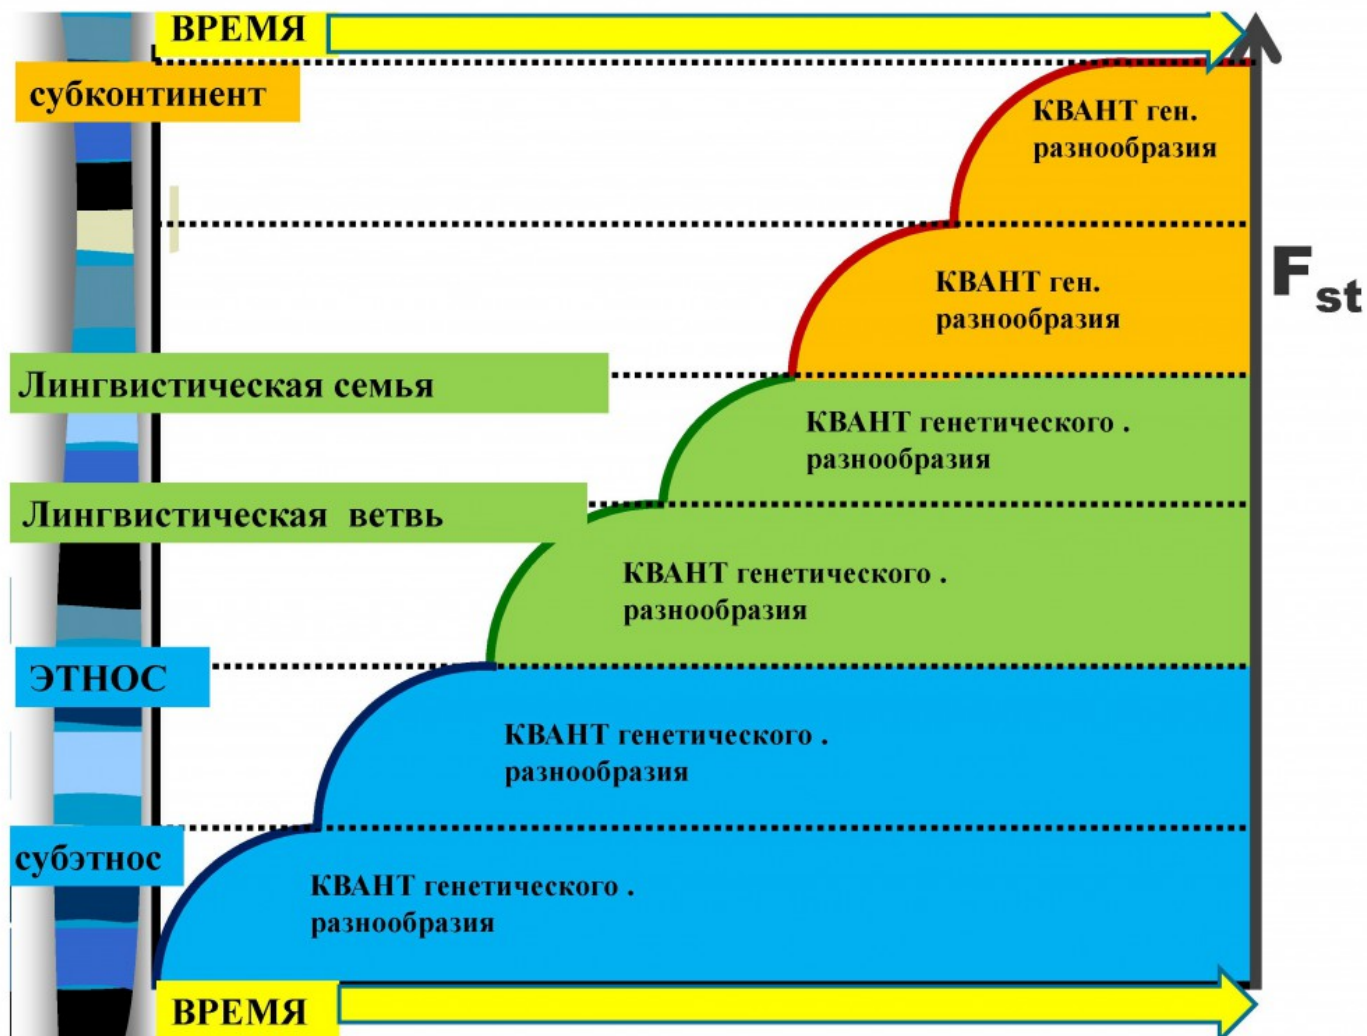 ВРЕМЯ
субконтинент
КВАНТ ген.
разнообразия
КВАНТ ген.
разнообразия
F st
Лингвистическая семья
КВАНТ генетического .
разнообразия
Лингвистическая ветвь
КВАНТ генетического .
разнообразия
ЭТНОС
КВАНТ генетического .
разнообразия
субэтнос
КВАНТ генетического .
разнообразия
ВРЕМЯ